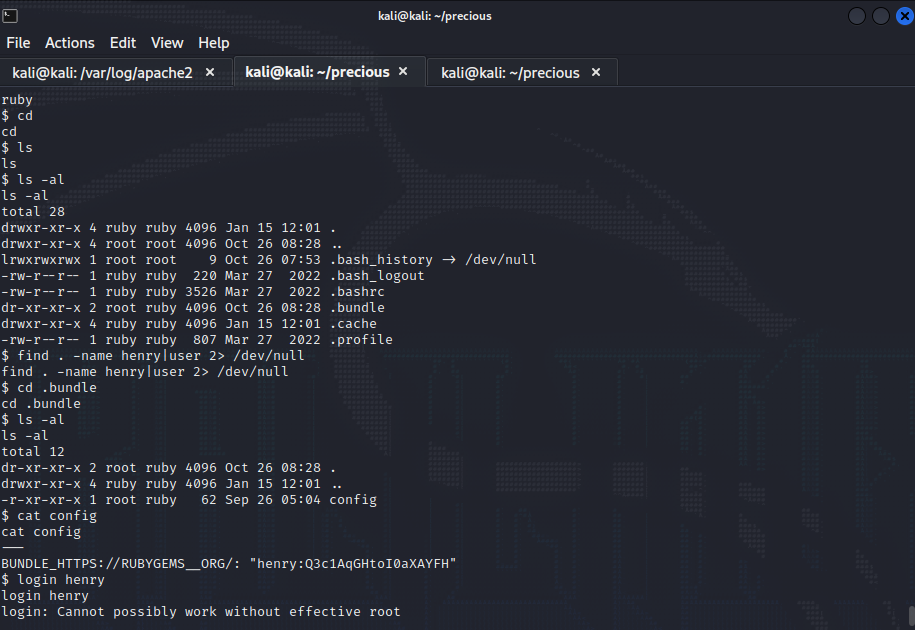 kali@kali: ~/precious
File Actions Edit View Help
kali@kali: /var/log/apache2 × kali@kali: ~/precious × kali@kali: ~/precious ×
ruby
$ cd
cd
$ ls
ls
$ ls -al
ls -al
total 28
drwxr-xr-x 4 ruby ruby 4096 Jan 15 12:01 .
drwxr-xr-x 4 root root 4096 Oct 26 08:28 ..
lrwxrwxrwx 1 root root    9 Oct 26 07:53 .bash_history → /dev/null
-rw-r--r-- 1 ruby ruby  220 Mar 27  2022 .bash_logout
-rw-r--r-- 1 ruby ruby 3526 Mar 27  2022 .bashrc
dr-xr-xr-x 2 root ruby 4096 Oct 26 08:28 .bundle
drwxr-xr-x 4 ruby ruby 4096 Jan 15 12:01 .cache
-rw-r--r-- 1 ruby ruby  807 Mar 27  2022 .profile
$ find . -name henry|user 2> /dev/null
find . -name henry|user 2> /dev/null
$ cd .bundle
cd .bundle
$ ls -al
ls -al
total 12
dr-xr-xr-x 2 root ruby 4096 Oct 26 08:28 .
drwxr-xr-x 4 ruby ruby 4096 Jan 15 12:01 ..
-r-xr-xr-x 1 root ruby   62 Sep 26 05:04 config
$ cat config
cat config
---
BUNDLE_HTTPS://RUBYGEMS__ORG/: "henry:Q3c1AqGHtoI0aXAYFH"
$ login henry
login henry
login: Cannot possibly work without effective root